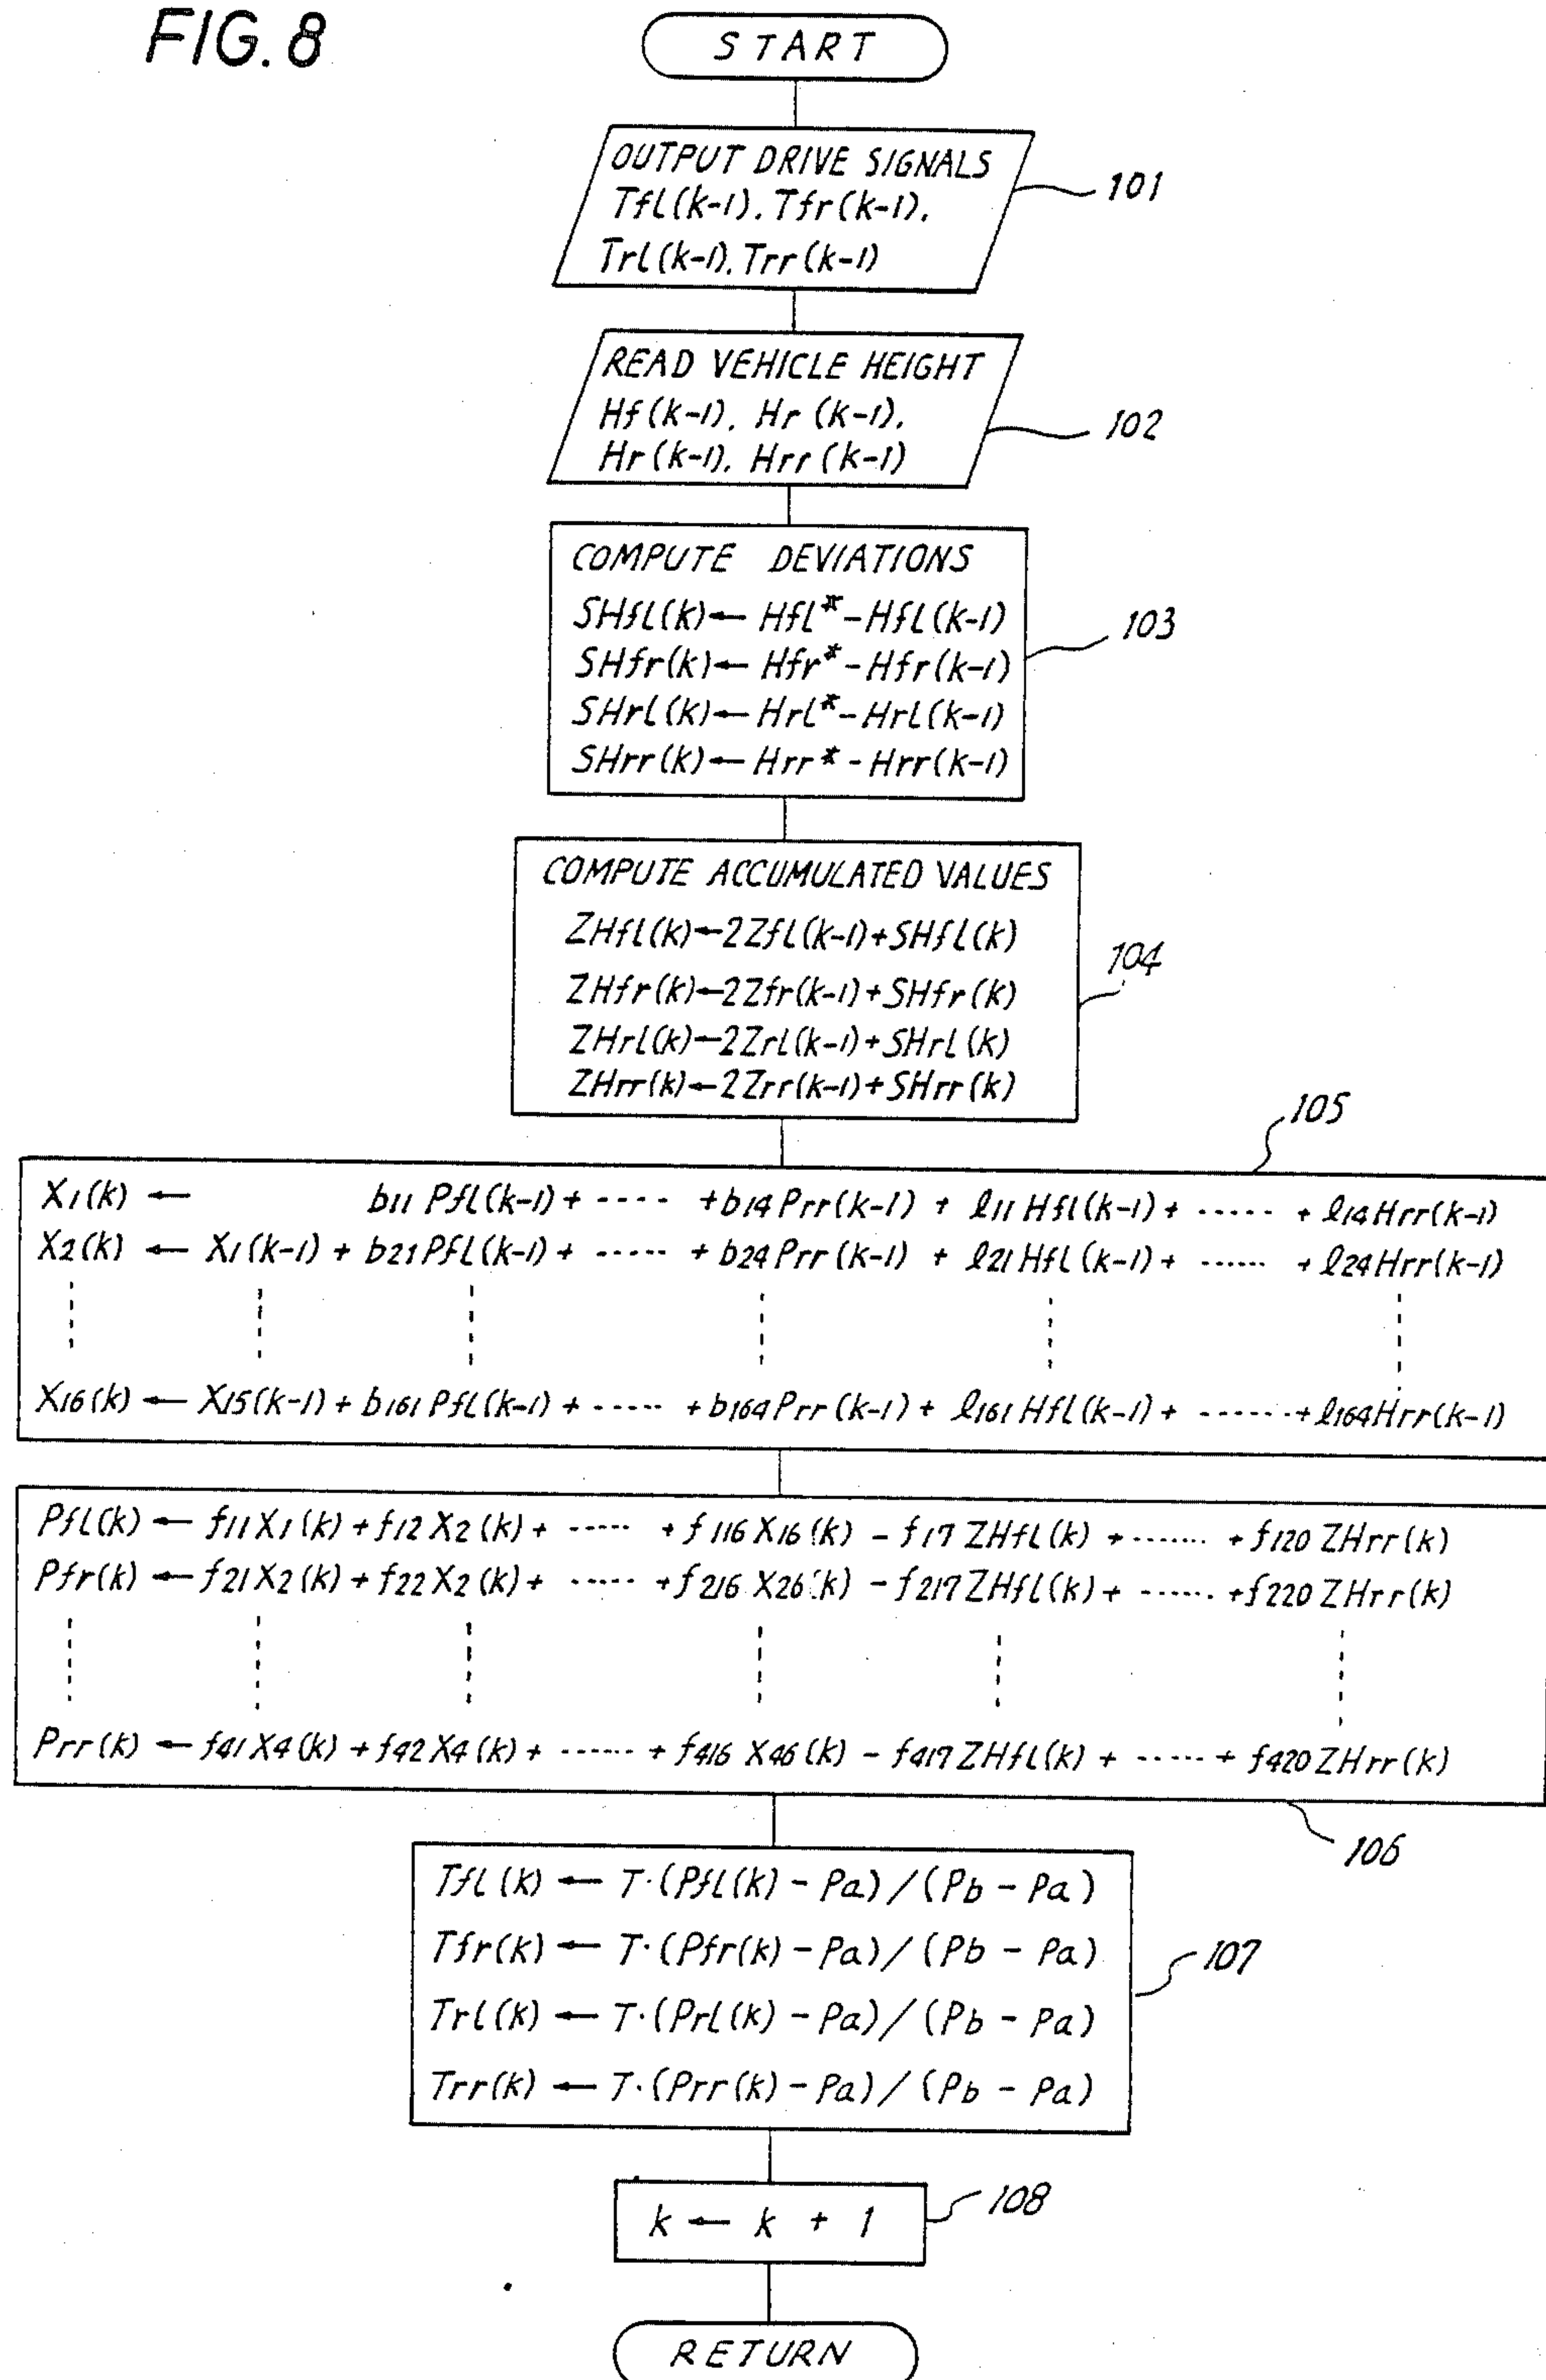 FIG. 8
START
OUTPUT DRIVE SIGNALS
Tfl(k-1). Tfr(k-1).
Trl(k-1). Trr(k-1)
101
READ VEHICLE HEIGHT
Hf(k-1). Hr(k-1).
Hr(k-1). Hrr(k-1)
102
COMPUTE DEVIATIONS
SHfl(k)← Hfl*-Hfl(k-1)
SHfr(k)← Hfr*-Hfr(k-1)
SHrl(k)← Hrl*-Hrl(k-1)
SHrr(k)← Hrr*-Hrr(k-1)
103
COMPUTE ACCUMULATED VALUES
ZHfl(k)←2Zfl(k-1)+SHfl(k)
ZHfr(k)←2Zfr(k-1)+SHfr(k)
ZHrl(k)←2Zrl(k-1)+SHrl(k)
ZHrr(k)←2Zrr(k-1)+SHrr(k)
104
105
X1(k) ← b11 Pfl(k-1)+ ---- +b14 Prr(k-1) + l11 Hfl(k-1)+ ----- + l14 Hrr(k-1)
X2(k) ← X1(k-1) + b21 Pfl(k-1)+ ----- + b24 Prr(k-1) + l21 Hfl(k-1)+ ------ + l24 Hrr(k-1)
X16(k) ← X15(k-1) + b161 Pfl(k-1) + ----- + b164 Prr(k-1) + l161 Hfl(k-1) + ------ + l164 Hrr(k-1)
Pfl(k) ← f11 X1(k) + f12 X2(k) + ----- + f116 X16(k) - f17 ZHfl(k) + ------- + f120 ZHrr(k)
Pfr(k) ← f21 X2(k) + f22 X2(k) + ----- + f216 X26(k) - f217 ZHfl(k) + ------ + f220 ZHrr(k)
Prr(k) ← f41 X4(k) + f42 X4(k) + ------ + f416 X46(k) - f417 ZHfl(k) + ----- + f420 ZHrr(k)
106
Tfl(k) ← T·(Pfl(k) - Pa)/(Pb - Pa)
Tfr(k) ← T·(Pfr(k) - Pa)/(Pb - Pa)
Trl(k) ← T·(Prl(k) - Pa)/(Pb - Pa)
Trr(k) ← T·(Prr(k) - Pa)/(Pb - Pa)
107
k ← k + 1
108
RETURN